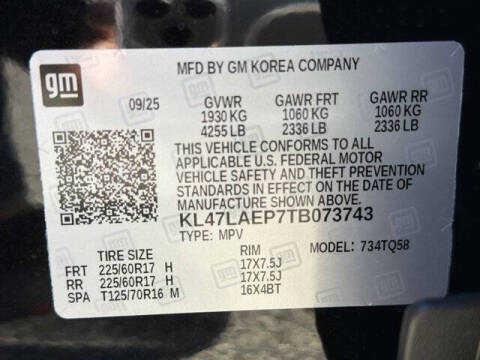 gm
MFD BY GM KOREA COMPANY
09/25 GVWR GAWR FRT GAWR RR
1930 KG 1060 KG 1060 KG
4255 LB 2336 LB 2336 LB
THIS VEHICLE CONFORMS TO ALL
APPLICABLE U.S. FEDERAL MOTOR
VEHICLE SAFETY AND THEFT PREVENTION
STANDARDS IN EFFECT ON THE DATE OF
MANUFACTURE SHOWN ABOVE.
KL47LAEP7TB073743
TYPE: MPV MODEL: 734TQ58
TIRE SIZE RIM
FRT 225/60R17 H 17X7.5J
RR 225/60R17 H 17X7.5J
SPA T125/70R16 M 16X4BT